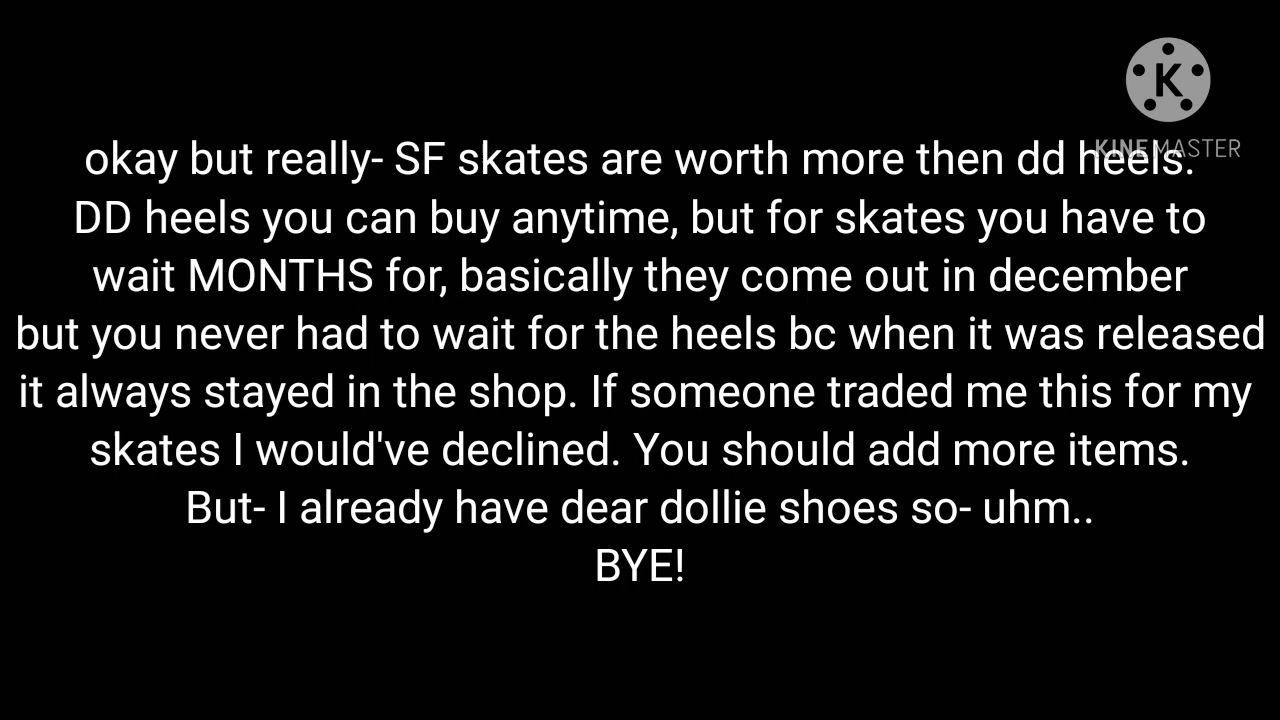 okay but really- SF skates are worth more then dd heels.
KINEMASTER
DD heels you can buy anytime, but for skates you have to
wait MONTHS for, basically they come out in december
but you never had to wait for the heels bc when it was released
it always stayed in the shop. If someone traded me this for my
skates I would've declined. You should add more items.
But- I already have dear dollie shoes so- uhm..
BYE!